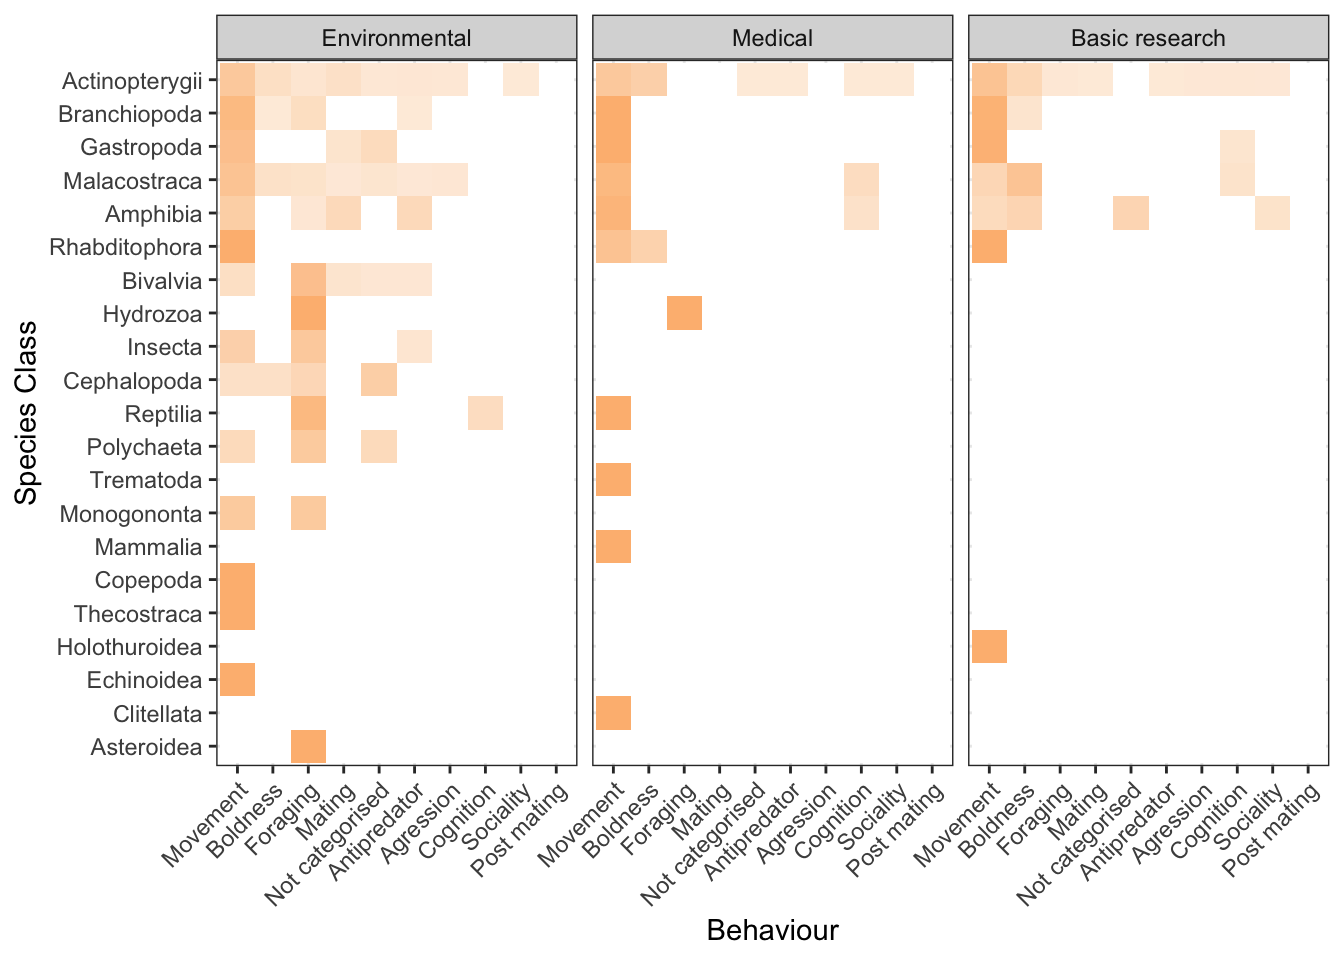 Environmental
Medical
Basic research
Species Class
Actinopterygii
Branchiopoda
Gastropoda
Malacostraca
Amphibia
Rhabditophora
Bivalvia
Hydrozoa
Insecta
Cephalopoda
Reptilia
Polychaeta
Trematoda
Monogononta
Mammalia
Copepoda
Thecostraca
Holothuroidea
Echinoidea
Clitellata
Asteroidea
Movement
Boldness
Foraging
Mating
Not categorised
Antipredator
Agression
Cognition
Sociality
Post mating
Movement
Boldness
Foraging
Mating
Not categorised
Antipredator
Agression
Cognition
Sociality
Post mating
Movement
Boldness
Foraging
Mating
Not categorised
Antipredator
Agression
Cognition
Sociality
Post mating
Behaviour